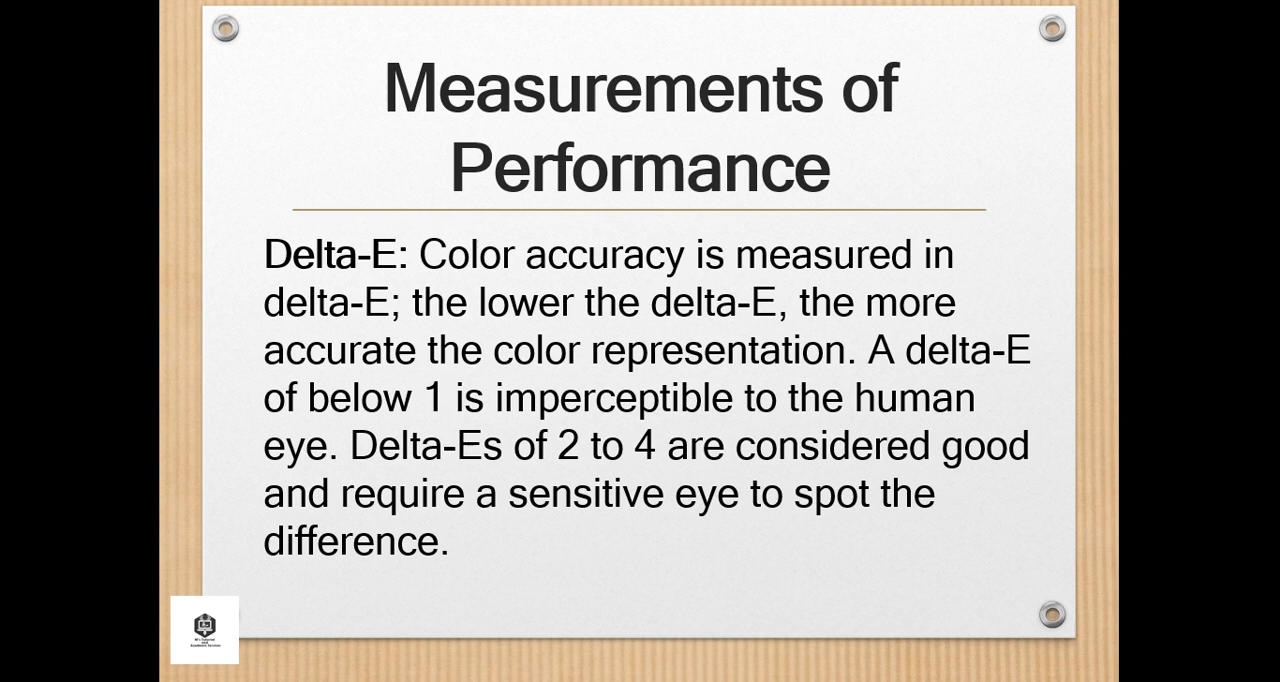 Measurements of
Performance
Delta-E: Color accuracy is measured in
delta-E; the lower the delta-E, the more
accurate the color representation. A delta-E
of below 1 is imperceptible to the human
eye. Delta-Es of 2 to 4 are considered good
and require a sensitive eye to spot the
difference.